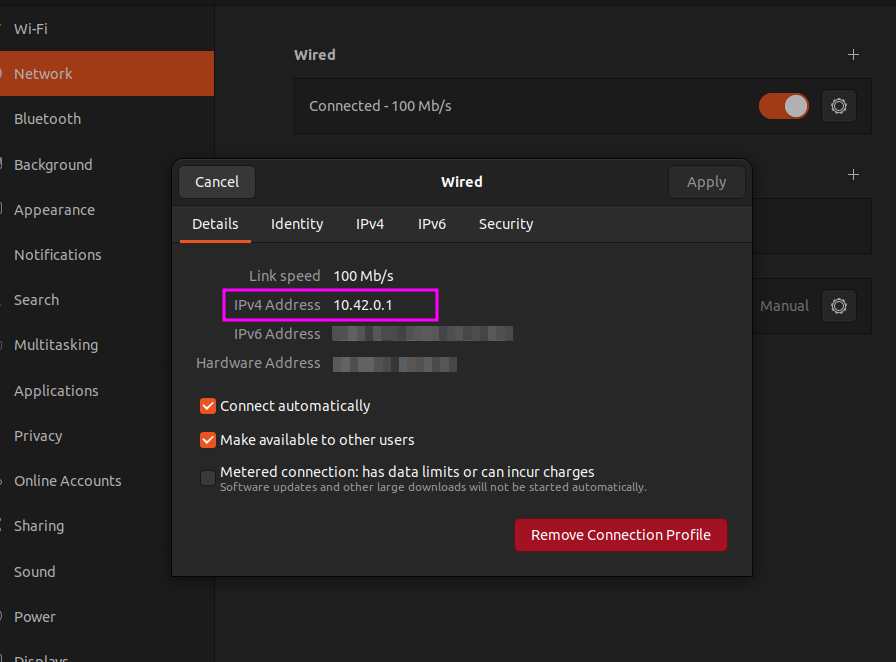 Wi-Fi
Network
Bluetooth
Background
Appearance
Notifications
Search
Multitasking
Applications
Privacy
Online Accounts
Sharing
Sound
Power
Displays
Wired
Connected - 100 Mb/s
Manual
Cancel
Wired
Apply
Details Identity IPv4 IPv6 Security
Link speed 100 Mb/s
IPv4 Address 10.42.0.1
IPv6 Address
Hardware Address
Connect automatically
Make available to other users
Metered connection: has data limits or can incur charges
Software updates and other large downloads will not be started automatically.
Remove Connection Profile